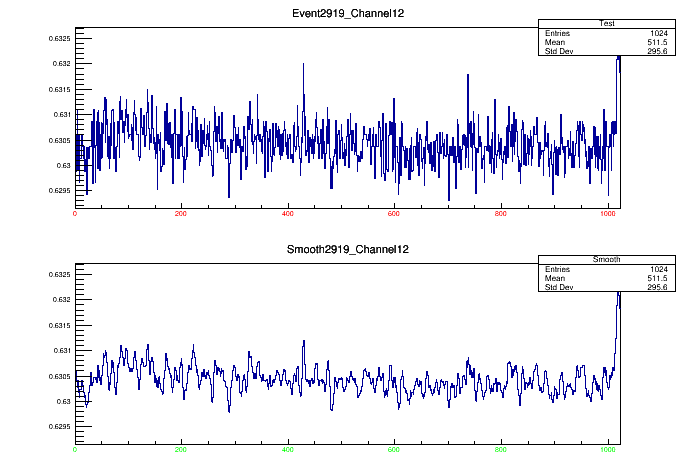 Event2919_Channel12
Test
Entries 1024
Mean 511.5
Std Dev 295.6
0.6325
0.632
0.6315
0.631
0.6305
0.63
0.6295
0 200 400 600 800 1000
Smooth2919_Channel12
Smooth
Entries 1024
Mean 511.5
Std Dev 295.6
0.6325
0.632
0.6315
0.631
0.6305
0.63
0.6295
0 200 400 600 800 1000